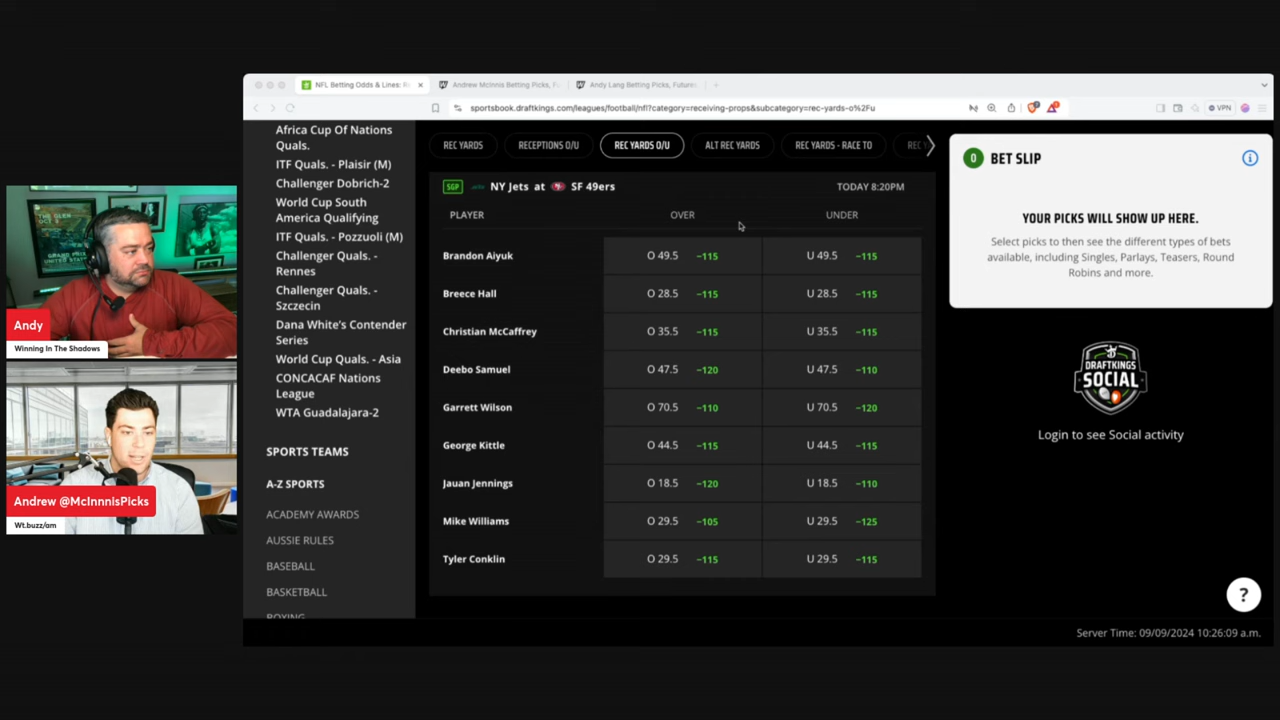 NFL Betting Odds & Lines: R
Andrew McInnis Betting Picks, F
Andy Lang Betting Picks, Future
sportsbook.draftkings.com/leagues/football/nfl?category=receiving-props&subcategory=rec-yards-o%2Fu
VPN
Africa Cup Of Nations
Quals.
ITF Quals. - Plaisir (M)
Challenger Dobrich-2
World Cup South
America Qualifying
ITF Quals. - Pozzuoli (M)
Challenger Quals. -
Rennes
Challenger Quals. -
Szczecin
Dana White's Contender
Series
World Cup Quals. - Asia
CONCACAF Nations
League
WTA Guadalajara-2
SPORTS TEAMS
A-Z SPORTS
ACADEMY AWARDS
AUSSIE RULES
BASEBALL
BASKETBALL
BOXING
REC YARDS
RECEPTIONS O/U
REC YARDS O/U
ALT REC YARDS
REC YARDS - RACE TO
REC
SGP NY Jets at SF 49ers TODAY 8:20PM
PLAYER OVER UNDER
Brandon Aiyuk O 49.5 −115 U 49.5 −115
Breece Hall O 28.5 −115 U 28.5 −115
Christian McCaffrey O 35.5 −115 U 35.5 −115
Deebo Samuel O 47.5 −120 U 47.5 −110
Garrett Wilson O 70.5 −110 U 70.5 −120
George Kittle O 44.5 −115 U 44.5 −115
Jauan Jennings O 18.5 −120 U 18.5 −110
Mike Williams O 29.5 −105 U 29.5 −125
Tyler Conklin O 29.5 −115 U 29.5 −115
0 BET SLIP
YOUR PICKS WILL SHOW UP HERE.
Select picks to then see the different types of bets
available, including Singles, Parlays, Teasers, Round
Robins and more.
DRAFTKINGS
SOCIAL
Login to see Social activity
?
Server Time: 09/09/2024 10:26:09 a.m.
Andy
Winning In The Shadows
Andrew @McInnnisPicks
Wt.buzz/am